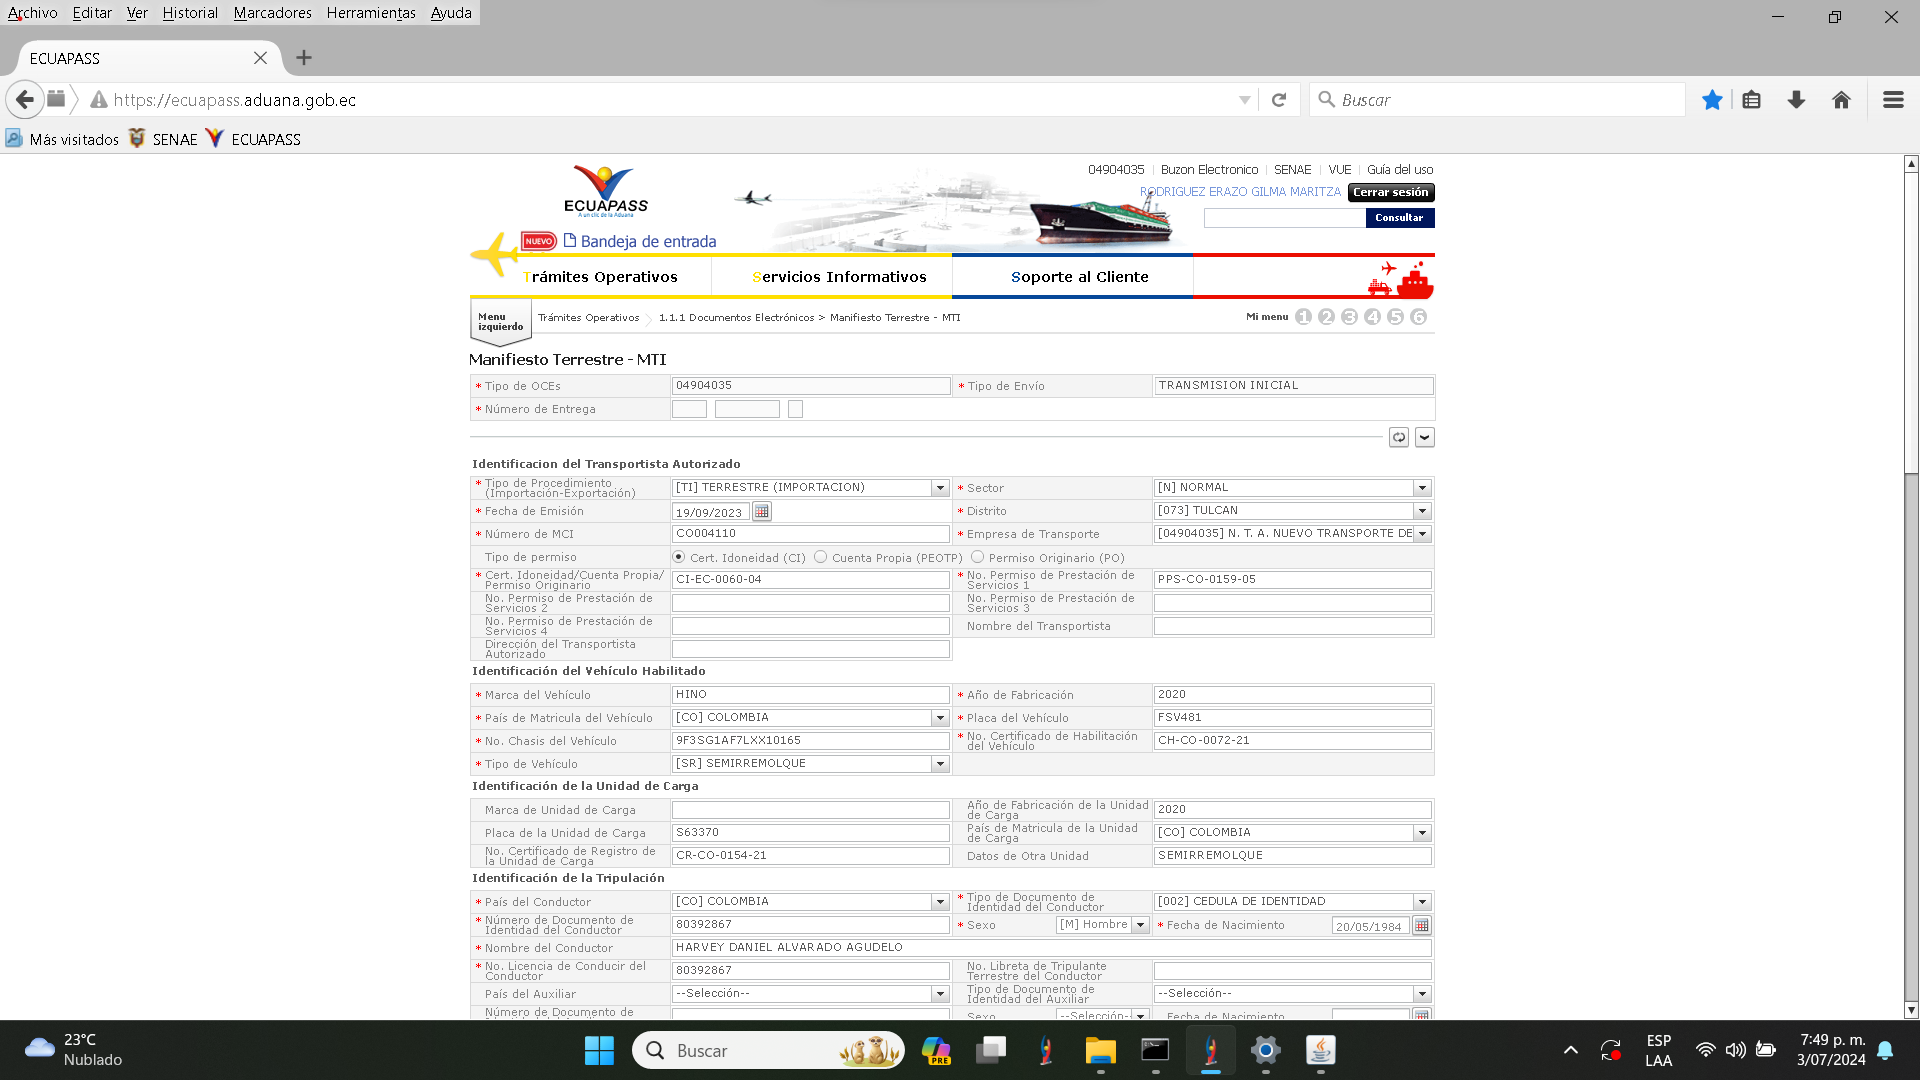 Archivo Editar Ver Historial Marcadores Herramientas Ayuda
ECUAPASS
https://ecuapass.aduana.gob.ec
Buscar
Más visitados SENAE ECUAPASS
04904035 Buzon Electronico SENAE VUE Guía del uso
RODRIGUEZ ERAZO GILMA MARITZA Cerrar sesión
ECUAPASS
A un clic de la Aduana
Consultar
NUEVO Bandeja de entrada
Trámites Operativos Servicios Informativos Soporte al Cliente
Menu izquierdo
Trámites Operativos 1.1.1 Documentos Electrónicos > Manifiesto Terrestre - MTI
Mi menu 1 2 3 4 5 6
Manifiesto Terrestre - MTI
* Tipo de OCEs 04904035 * Tipo de Envío TRANSMISION INICIAL
* Número de Entrega
Identificacion del Transportista Autorizado
* Tipo de Procedimiento (Importación-Exportación) [TI] TERRESTRE (IMPORTACION) * Sector [N] NORMAL
* Fecha de Emisión 19/09/2023 * Distrito [073] TULCAN
* Número de MCI CO004110 * Empresa de Transporte [04904035] N. T. A. NUEVO TRANSPORTE DE
Tipo de permiso Cert. Idoneidad (CI) Cuenta Propia (PEOTP) Permiso Originario (PO)
* Cert. Idoneidad/Cuenta Propia/ Permiso Originario CI-EC-0060-04 * No. Permiso de Prestación de Servicios 1 PPS-CO-0159-05
No. Permiso de Prestación de Servicios 2 No. Permiso de Prestación de Servicios 3
No. Permiso de Prestación de Servicios 4 Nombre del Transportista
Dirección del Transportista Autorizado
Identificación del Vehículo Habilitado
* Marca del Vehículo HINO * Año de Fabricación 2020
* País de Matricula del Vehículo [CO] COLOMBIA * Placa del Vehículo FSV481
* No. Chasis del Vehículo 9F3SG1AF7LXX10165 * No. Certificado de Habilitación del Vehículo CH-CO-0072-21
* Tipo de Vehículo [SR] SEMIRREMOLQUE
Identificación de la Unidad de Carga
Marca de Unidad de Carga Año de Fabricación de la Unidad de Carga 2020
Placa de la Unidad de Carga S63370 País de Matricula de la Unidad de Carga [CO] COLOMBIA
No. Certificado de Registro de la Unidad de Carga CR-CO-0154-21 Datos de Otra Unidad SEMIRREMOLQUE
Identificación de la Tripulación
* País del Conductor [CO] COLOMBIA * Tipo de Documento de Identidad del Conductor [002] CEDULA DE IDENTIDAD
* Número de Documento de Identidad del Conductor 80392867 * Sexo [M] Hombre * Fecha de Nacimiento 20/05/1984
* Nombre del Conductor HARVEY DANIEL ALVARADO AGUDELO
* No. Licencia de Conducir del Conductor 80392867 No. Libreta de Tripulante Terrestre del Conductor
País del Auxiliar --Selección-- Tipo de Documento de Identidad del Auxiliar --Selección--
Número de Documento de Sexo --Selección-- Fecha de Nacimiento
23°C
Nublado
Buscar
PRE
ESP
LAA
7:49 p. m.
3/07/2024